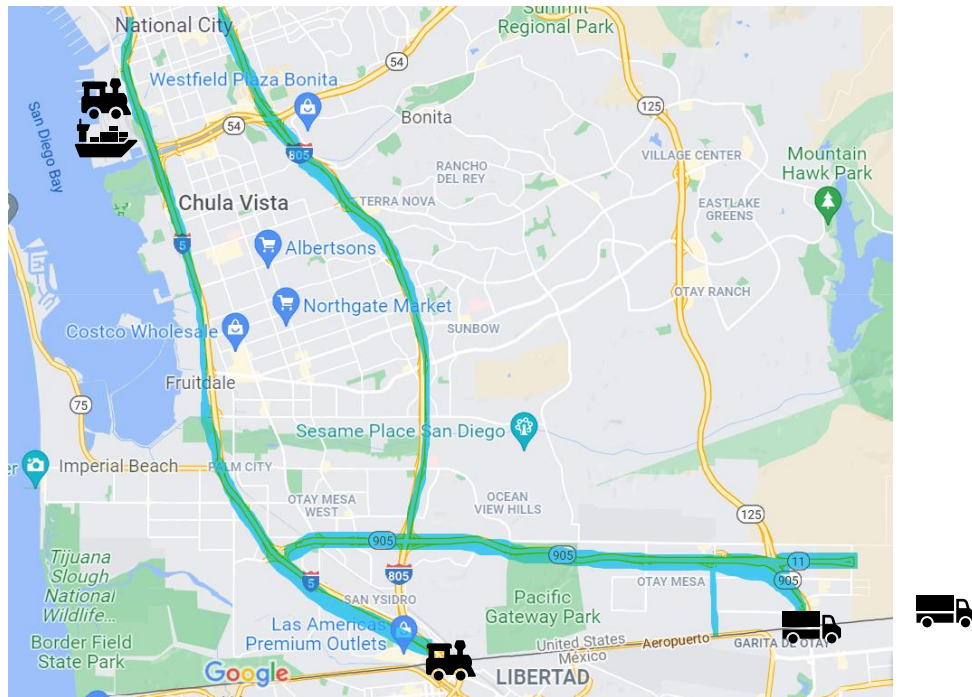 National City
Summit
Regional Park
54
Westfield Plaza Bonita
125
San Diego Bay
54
Bonita
805
VILLAGE CENTER
Mountain
Hawk Park
RANCHO
DEL REY
Chula Vista
TERRA NOVA
EASTLAKE
GREENS
5
Albertsons
OTAY RANCH
Northgate Market
Costco Wholesale
SUNBOW
Fruitdale
75
Sesame Place San Diego
er
Imperial Beach
PALM CITY
OTAY MESA
WEST
OCEAN
VIEW HILLS
125
905
905
11
Tijuana
Slough
National
Wildlife...
5
805
OTAY MESA
905
SAN YSIDRO
Pacific
Gateway Park
Las Americas
Premium Outlets
Border Field
State Park
United States
México
Aeropuerto
GARITA DE OTAY
Google
LIBERTAD